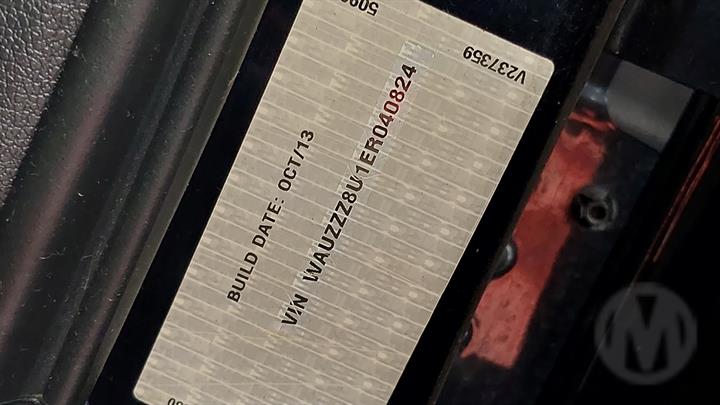 V237359
BUILD DATE: OCT/13
VIN WAUZZZ8U1ER040824
M